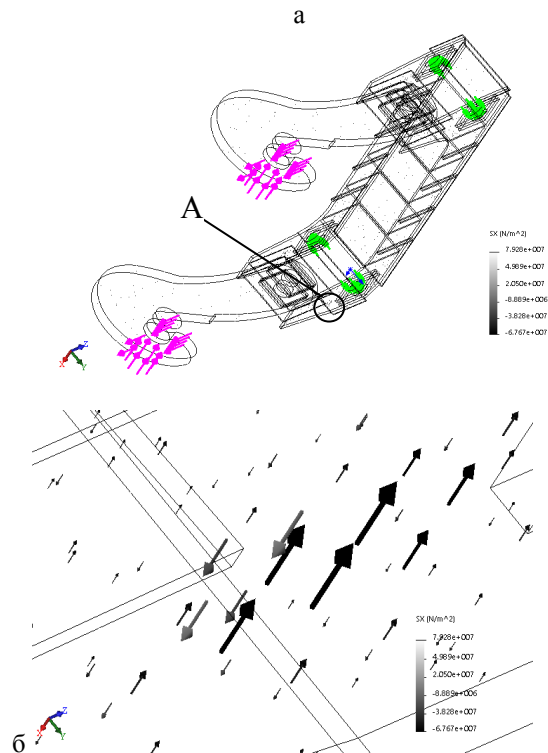 а
A
SX (N/m^2)
7.928e+007
4.989e+007
2.050e+007
-8.889e+006
-3.828e+007
-6.767e+007
Z
X
Y
SX (N/m^2)
7.928e+007
4.989e+007
2.050e+007
-8.889e+006
-3.828e+007
-6.767e+007
Z
X
Y
б